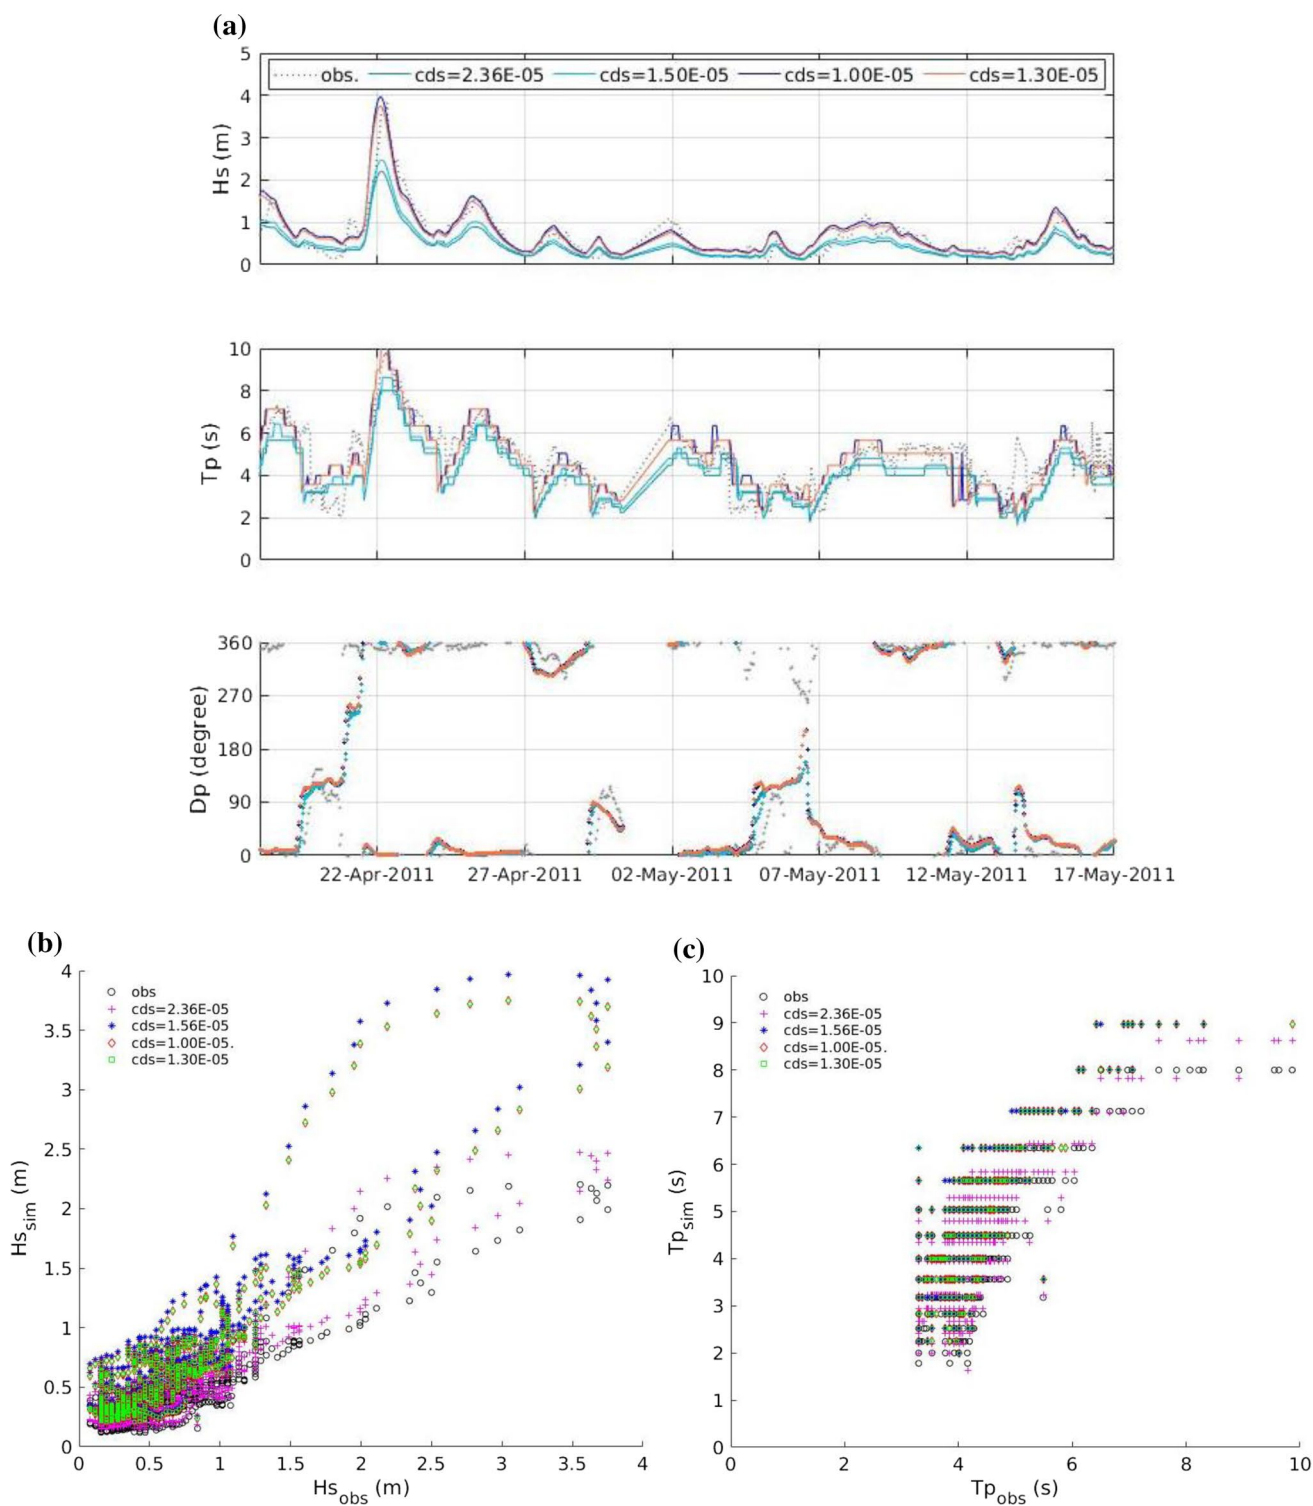 (a)
obs. cds=2.36E-05 cds=1.50E-05 cds=1.00E-05 cds=1.30E-05
5
4
3
2
1
0
Hs (m)
10
8
6
4
2
0
Tp (s)
360
270
180
90
0
Dp (degree)
22-Apr-2011 27-Apr-2011 02-May-2011 07-May-2011 12-May-2011 17-May-2011
(b)
4
3.5
3
2.5
2
1.5
1
0.5
0
Hs_sim (m)
obs
cds=2.36E-05
cds=1.56E-05
cds=1.00E-05.
cds=1.30E-05
0 0.5 1 1.5 2 2.5 3 3.5 4
Hs_obs (m)
(c)
10
9
8
7
6
5
4
3
2
1
0
Tp_sim (s)
obs
cds=2.36E-05
cds=1.56E-05
cds=1.00E-05.
cds=1.30E-05
0 2 4 6 8 10
Tp_obs (s)